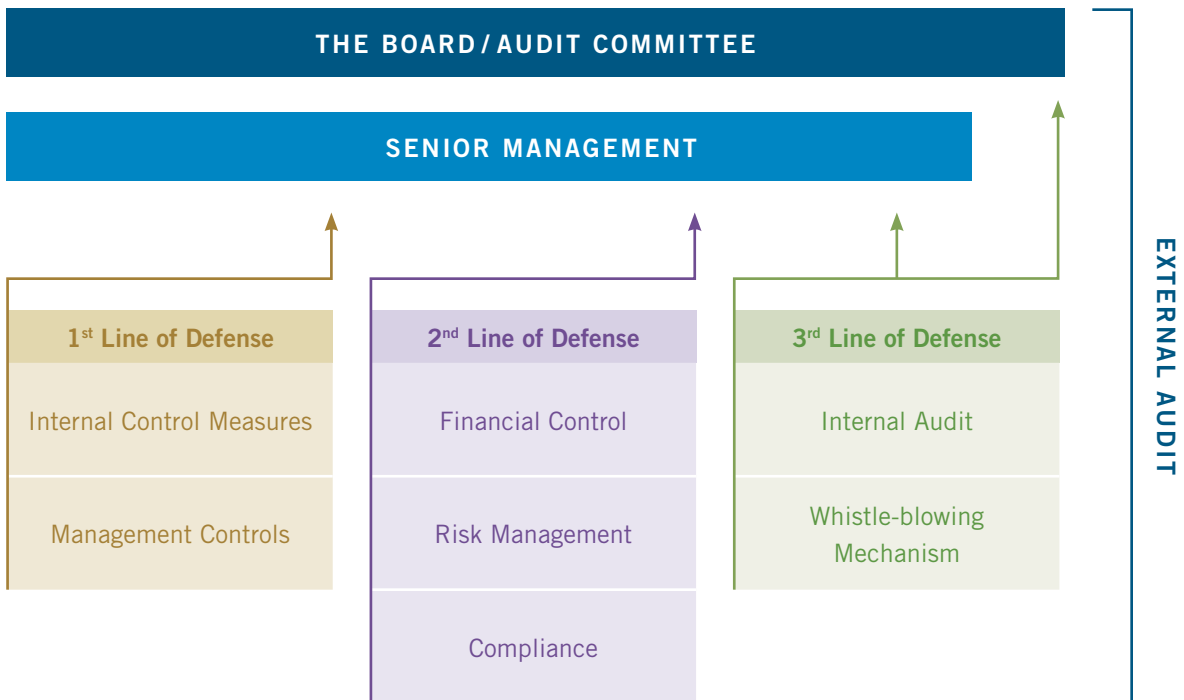 THE BOARD / AUDIT COMMITTEE
SENIOR MANAGEMENT
1st Line of Defense
Internal Control Measures
Management Controls
2nd Line of Defense
Financial Control
Risk Management
Compliance
3rd Line of Defense
Internal Audit
Whistle-blowing
Mechanism
EXTERNAL AUDIT